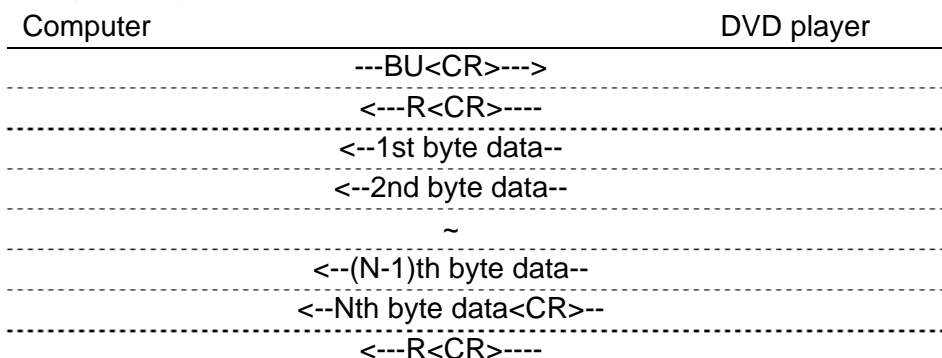 Computer DVD player
---BU<CR>--->
<---R<CR>----
<--1st byte data--
<--2nd byte data--
~
<--(N-1)th byte data--
<--Nth byte data<CR>--
<---R<CR>----